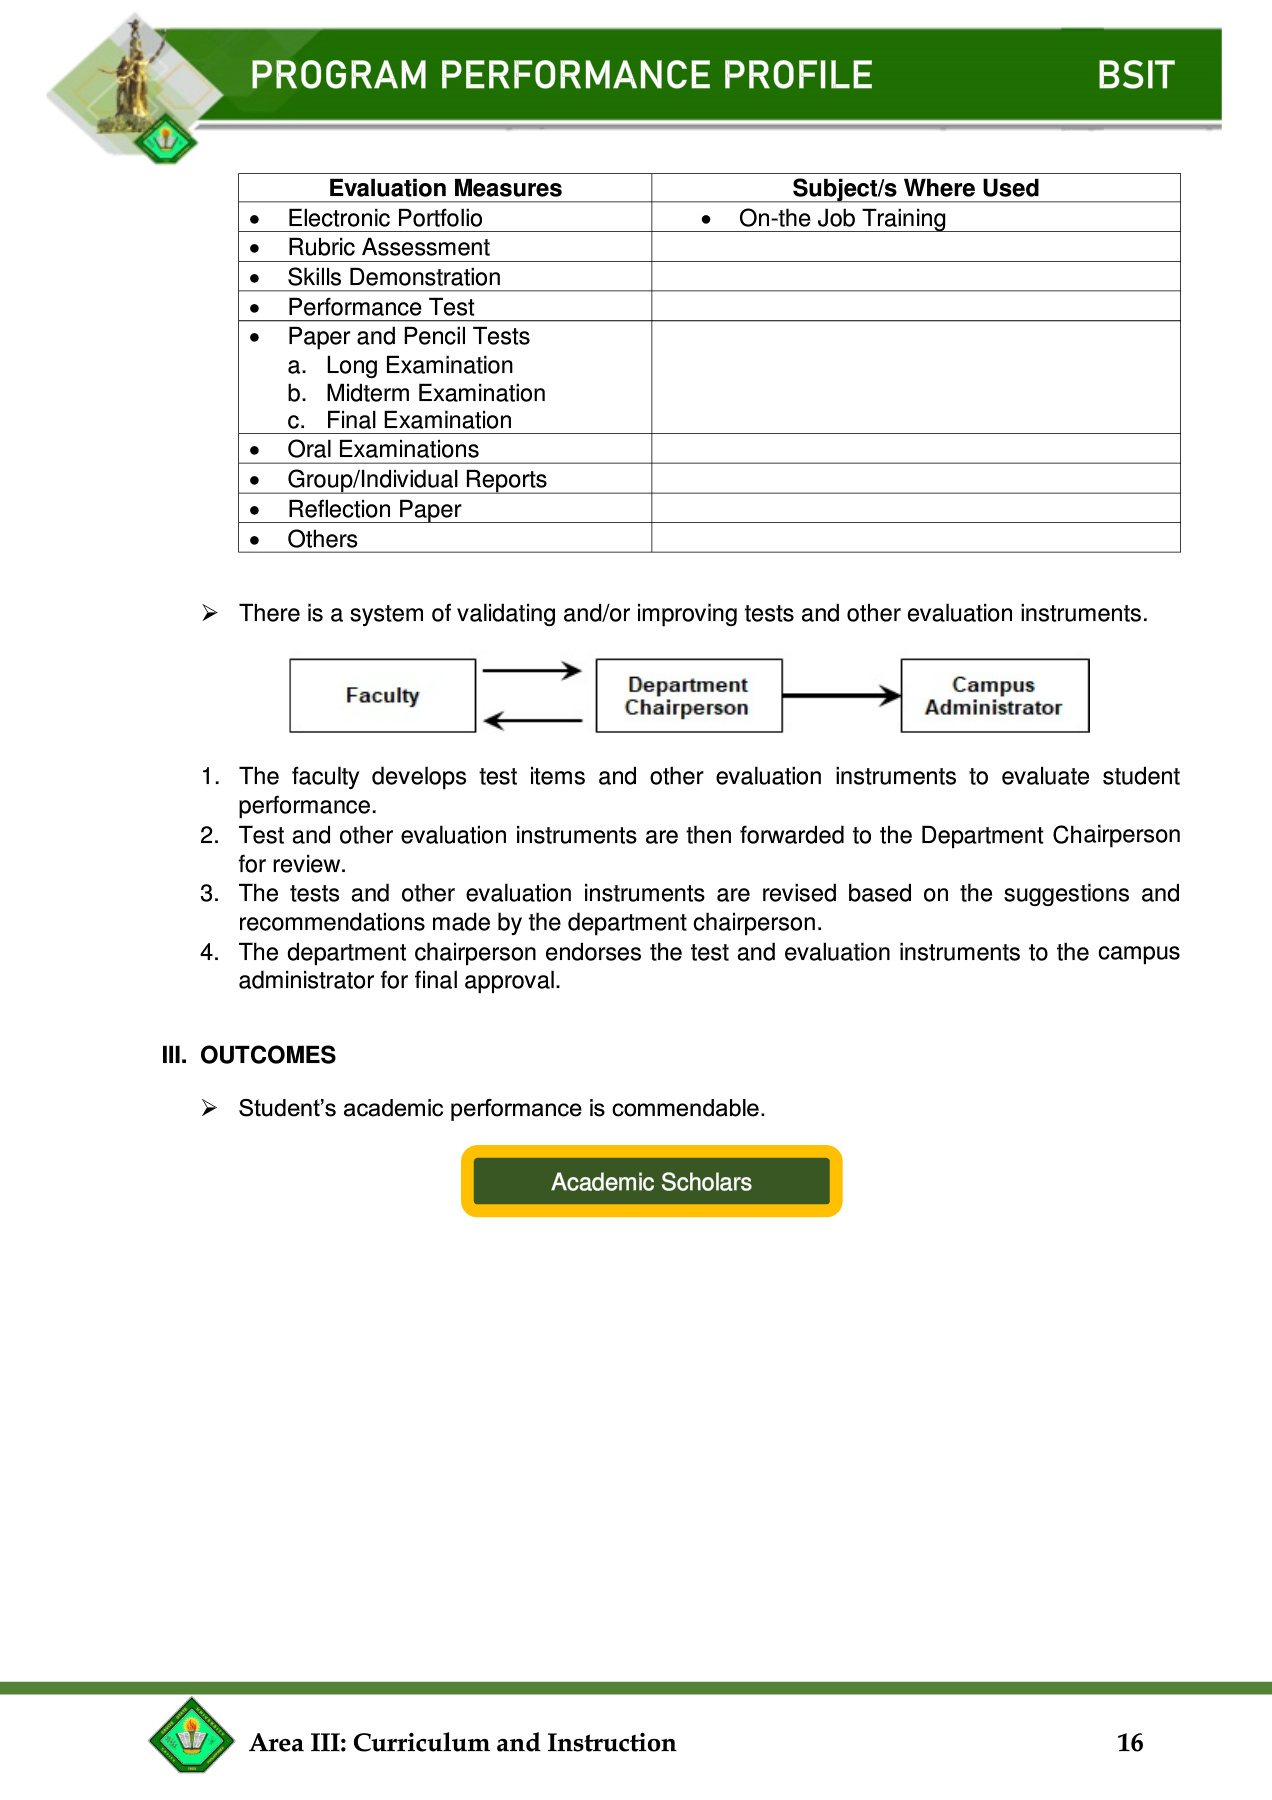 PROGRAM PERFORMANCE PROFILE BSIT
Evaluation Measures Subject/s Where Used
• Electronic Portfolio • On-the Job Training
• Rubric Assessment
• Skills Demonstration
• Performance Test
• Paper and Pencil Tests
a. Long Examination
b. Midterm Examination
c. Final Examination
• Oral Examinations
• Group/Individual Reports
• Reflection Paper
• Others
➢ There is a system of validating and/or improving tests and other evaluation instruments.
Faculty
Department
Chairperson
Campus
Administrator
1. The faculty develops test items and other evaluation instruments to evaluate student
performance.
2. Test and other evaluation instruments are then forwarded to the Department Chairperson
for review.
3. The tests and other evaluation instruments are revised based on the suggestions and
recommendations made by the department chairperson.
4. The department chairperson endorses the test and evaluation instruments to the campus
administrator for final approval.
III. OUTCOMES
➢ Student’s academic performance is commendable.
Academic Scholars
Area III: Curriculum and Instruction 16